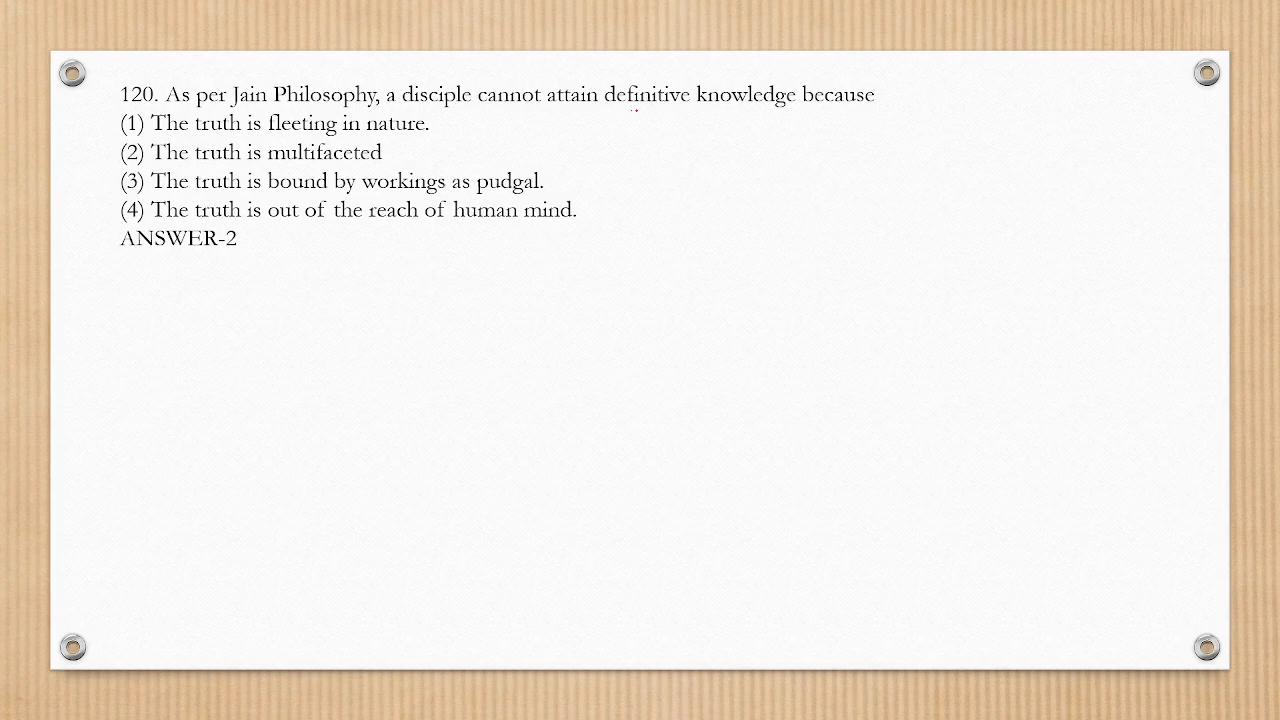 120. As per Jain Philosophy, a disciple cannot attain definitive knowledge because
(1) The truth is fleeting in nature.
(2) The truth is multifaceted
(3) The truth is bound by workings as pudgal.
(4) The truth is out of the reach of human mind.
ANSWER-2